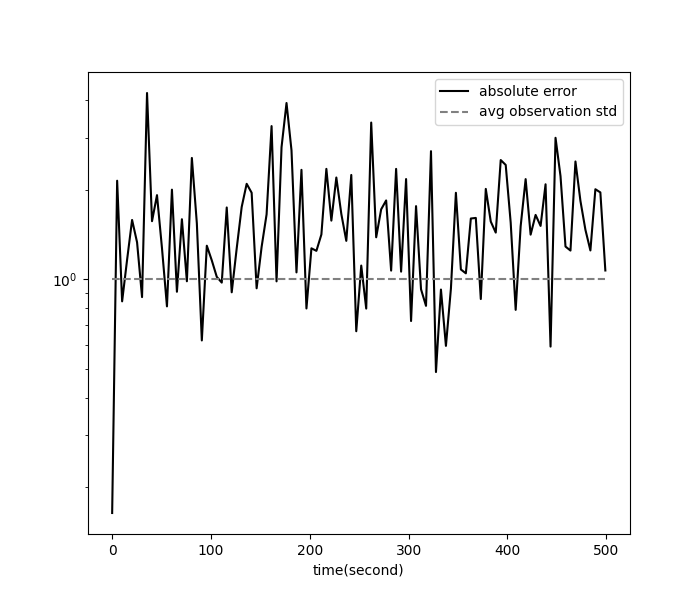 absolute error
avg observation std
10⁰
0 100 200 300 400 500
time(second)